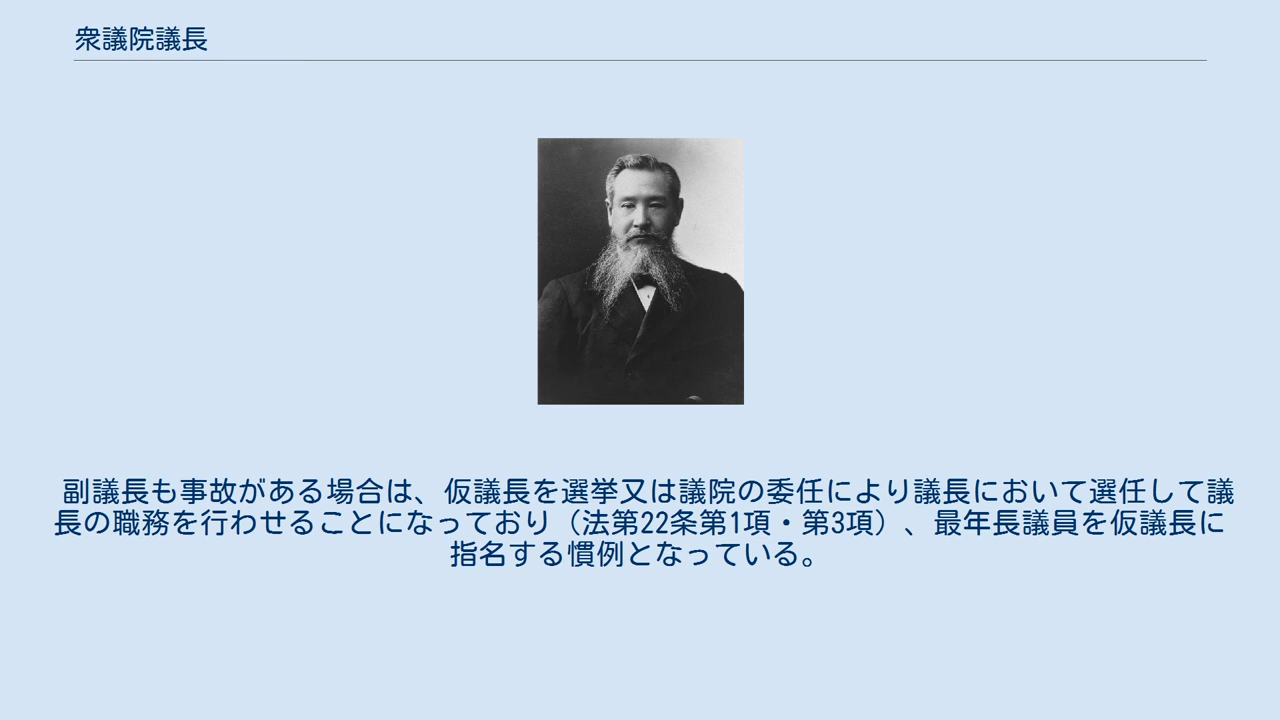 衆議院議長
副議長も事故がある場合は、仮議長を選挙又は議院の委任により議長において選任して議
長の職務を行わせることになっており（法第22条第1項・第3項）、最年長議員を仮議長に
指名する慣例となっている。